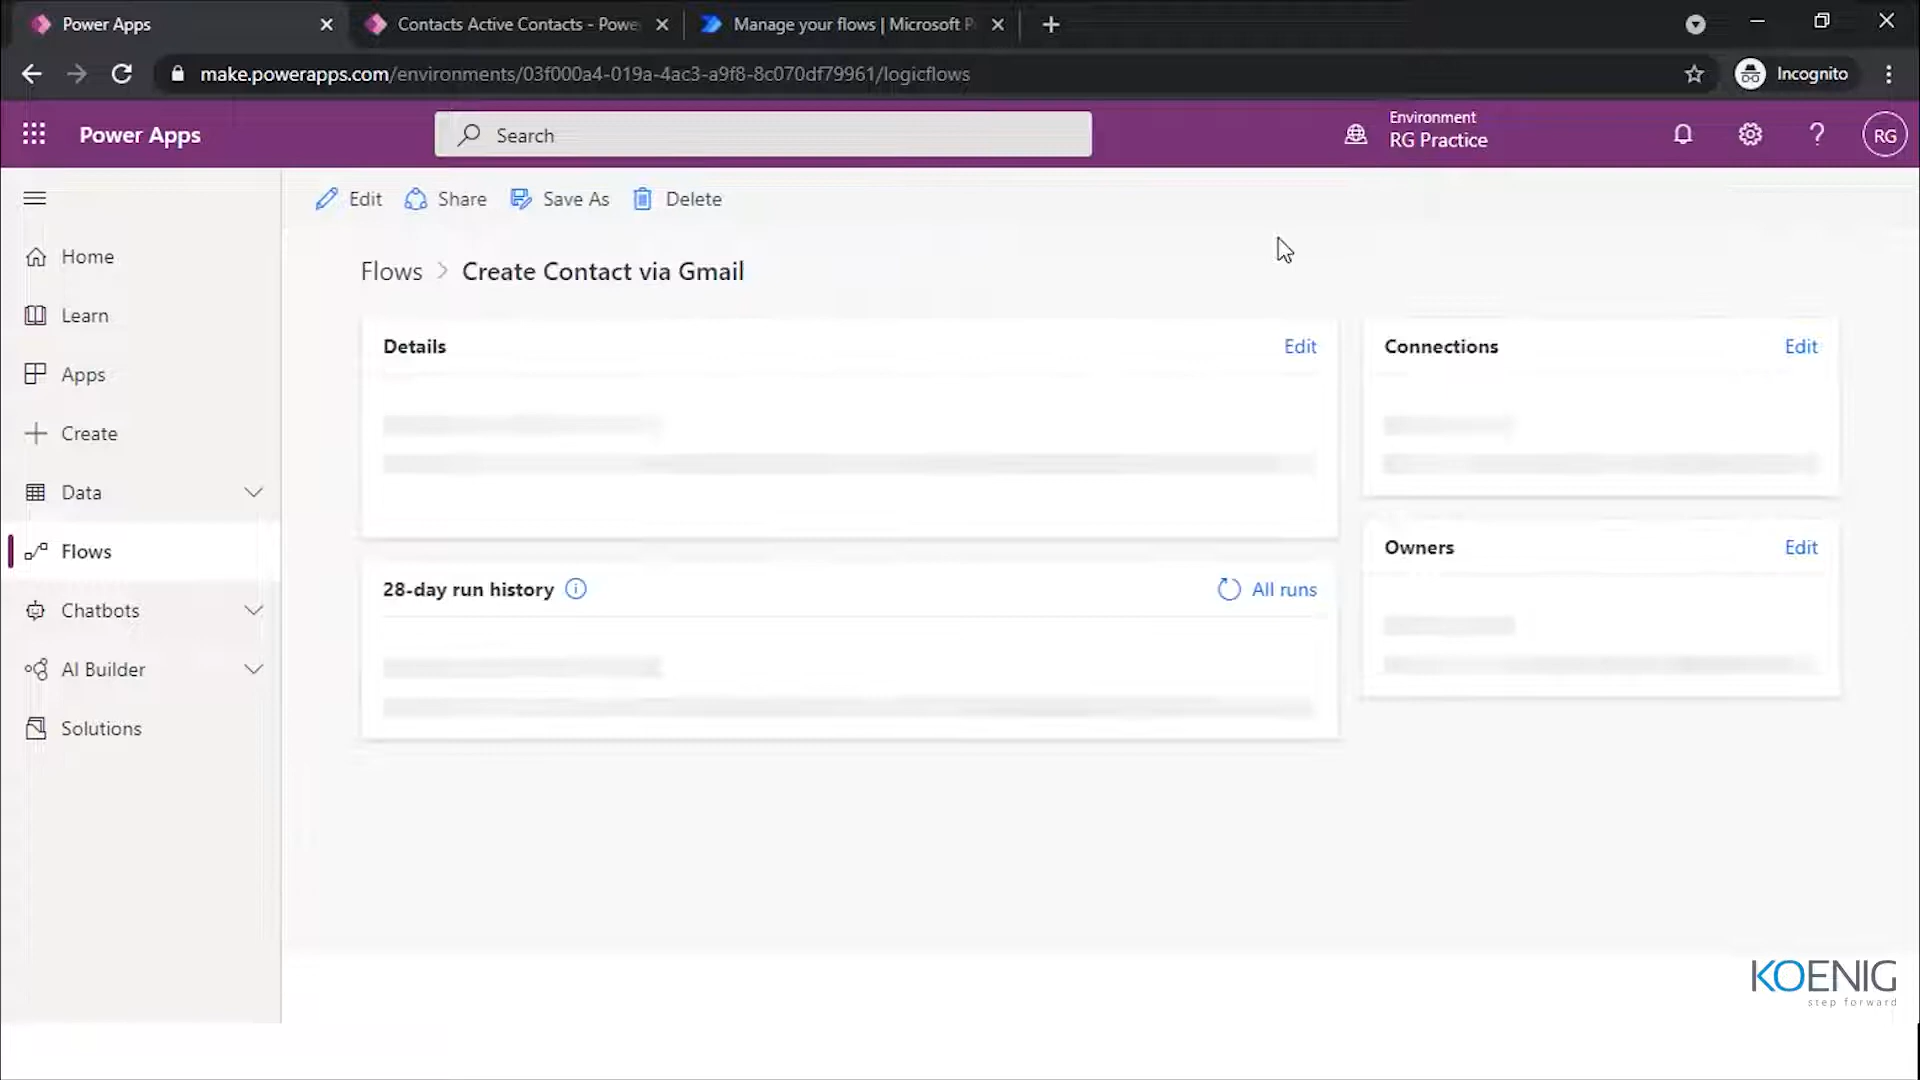 Power Apps
Contacts Active Contacts - Powe
Manage your flows | Microsoft P
make.powerapps.com/environments/03f000a4-019a-4ac3-a9f8-8c070df79961/logicflows
Incognito
Power Apps
Search
Environment
RG Practice
?
RG
Edit
Share
Save As
Delete
Home
Learn
Apps
Create
Data
Flows
Chatbots
AI Builder
Solutions
Flows > Create Contact via Gmail
Details
Edit
Connections
Edit
28-day run history
All runs
Owners
Edit
KOENIG
step forward